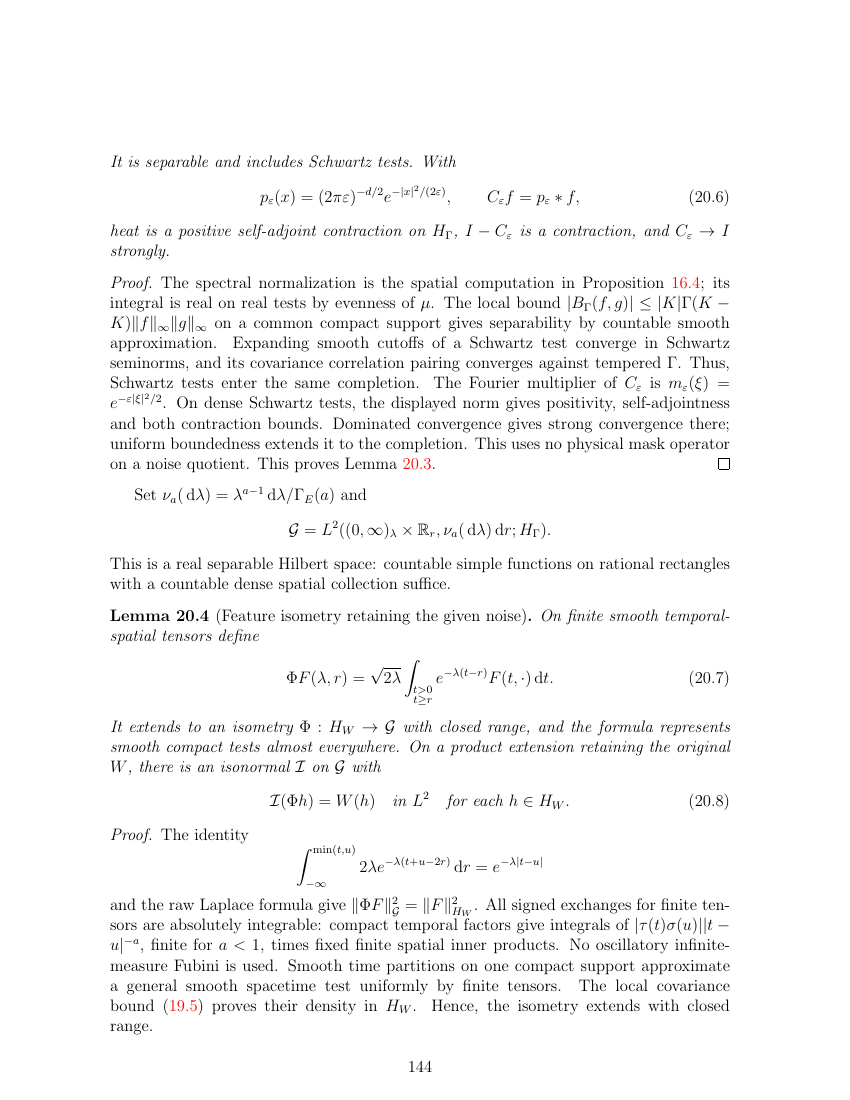 It is separable and includes Schwartz tests. With
p_ε(x) = (2πε)^{−d/2} e^{−|x|²/(2ε)},    C_ε f = p_ε ∗ f,    (20.6)
heat is a positive self-adjoint contraction on H_Γ, I − C_ε is a contraction, and C_ε → I
strongly.
Proof. The spectral normalization is the spatial computation in Proposition 16.4; its
integral is real on real tests by evenness of μ. The local bound |B_Γ(f, g)| ≤ |K|Γ(K −
K)‖f‖_∞‖g‖_∞ on a common compact support gives separability by countable smooth
approximation. Expanding smooth cutoffs of a Schwartz test converge in Schwartz
seminorms, and its covariance correlation pairing converges against tempered Γ. Thus,
Schwartz tests enter the same completion. The Fourier multiplier of C_ε is m_ε(ξ) =
e^{−ε|ξ|²/2}. On dense Schwartz tests, the displayed norm gives positivity, self-adjointness
and both contraction bounds. Dominated convergence gives strong convergence there;
uniform boundedness extends it to the completion. This uses no physical mask operator
on a noise quotient. This proves Lemma 20.3. □
Set ν_a( dλ) = λ^{a−1} dλ/Γ_E(a) and
𝒢 = L²((0, ∞)_λ × ℝ_r, ν_a( dλ) dr; H_Γ).
This is a real separable Hilbert space: countable simple functions on rational rectangles
with a countable dense spatial collection suffice.
Lemma 20.4 (Feature isometry retaining the given noise). On finite smooth temporal-
spatial tensors define
ΦF(λ, r) = √(2λ) ∫_{t>0, t≥r} e^{−λ(t−r)} F(t, ·) dt.    (20.7)
It extends to an isometry Φ : H_W → 𝒢 with closed range, and the formula represents
smooth compact tests almost everywhere. On a product extension retaining the original
W, there is an isonormal ℐ on 𝒢 with
ℐ(Φh) = W(h)    in L²    for each h ∈ H_W.    (20.8)
Proof. The identity
∫_{−∞}^{min(t,u)} 2λe^{−λ(t+u−2r)} dr = e^{−λ|t−u|}
and the raw Laplace formula give ‖ΦF‖²_𝒢 = ‖F‖²_{H_W}. All signed exchanges for finite ten-
sors are absolutely integrable: compact temporal factors give integrals of |τ(t)σ(u)||t −
u|^{−a}, finite for a < 1, times fixed finite spatial inner products. No oscillatory infinite-
measure Fubini is used. Smooth time partitions on one compact support approximate
a general smooth spacetime test uniformly by finite tensors. The local covariance
bound (19.5) proves their density in H_W. Hence, the isometry extends with closed
range.
144